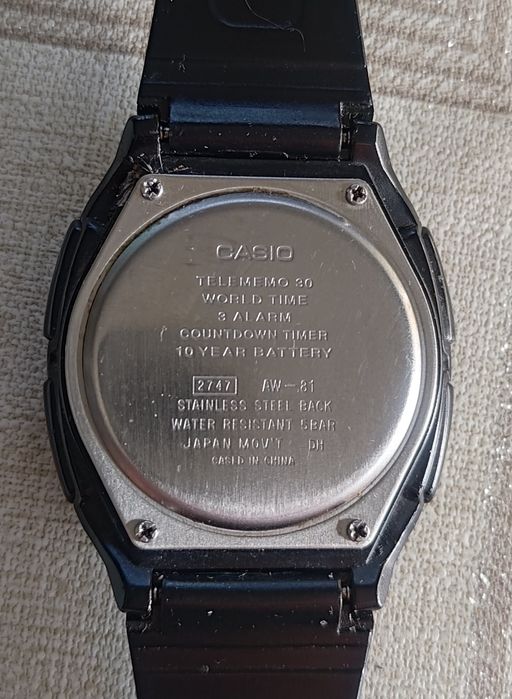 CASIO
TELEMEMO 30
WORLD TIME
3 ALARM
COUNTDOWN TIMER
10 YEAR BATTERY
2747 AW-81
STAINLESS STEEL BACK
WATER RESISTANT 5BAR
JAPAN MOV'T DH
CASED IN CHINA